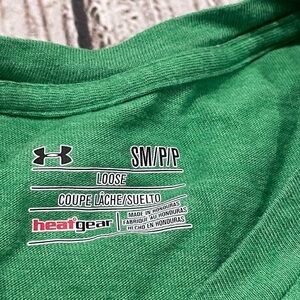 SM/P/P
LOOSE
COUPE LÂCHE/SUELTO
heatgear
MADE IN HONDURAS
FABRIQUÉ AU HONDURAS
HECHO EN HONDURAS